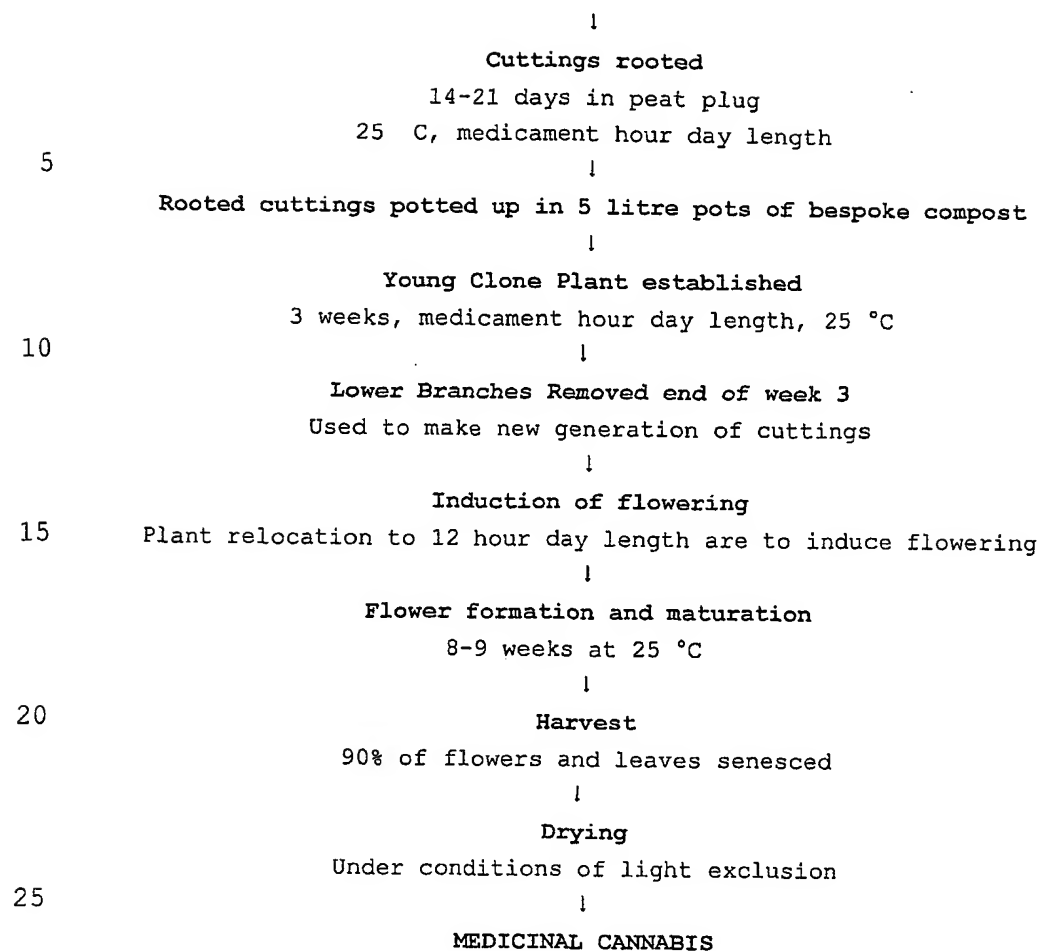 ↓
Cuttings rooted
14-21 days in peat plug
25 C, medicament hour day length
5
↓
Rooted cuttings potted up in 5 litre pots of bespoke compost
↓
Young Clone Plant established
3 weeks, medicament hour day length, 25 °C
10
↓
Lower Branches Removed end of week 3
Used to make new generation of cuttings
↓
Induction of flowering
15 Plant relocation to 12 hour day length are to induce flowering
↓
Flower formation and maturation
8-9 weeks at 25 °C
↓
20 Harvest
90% of flowers and leaves senesced
↓
Drying
Under conditions of light exclusion
25
↓
MEDICINAL CANNABIS